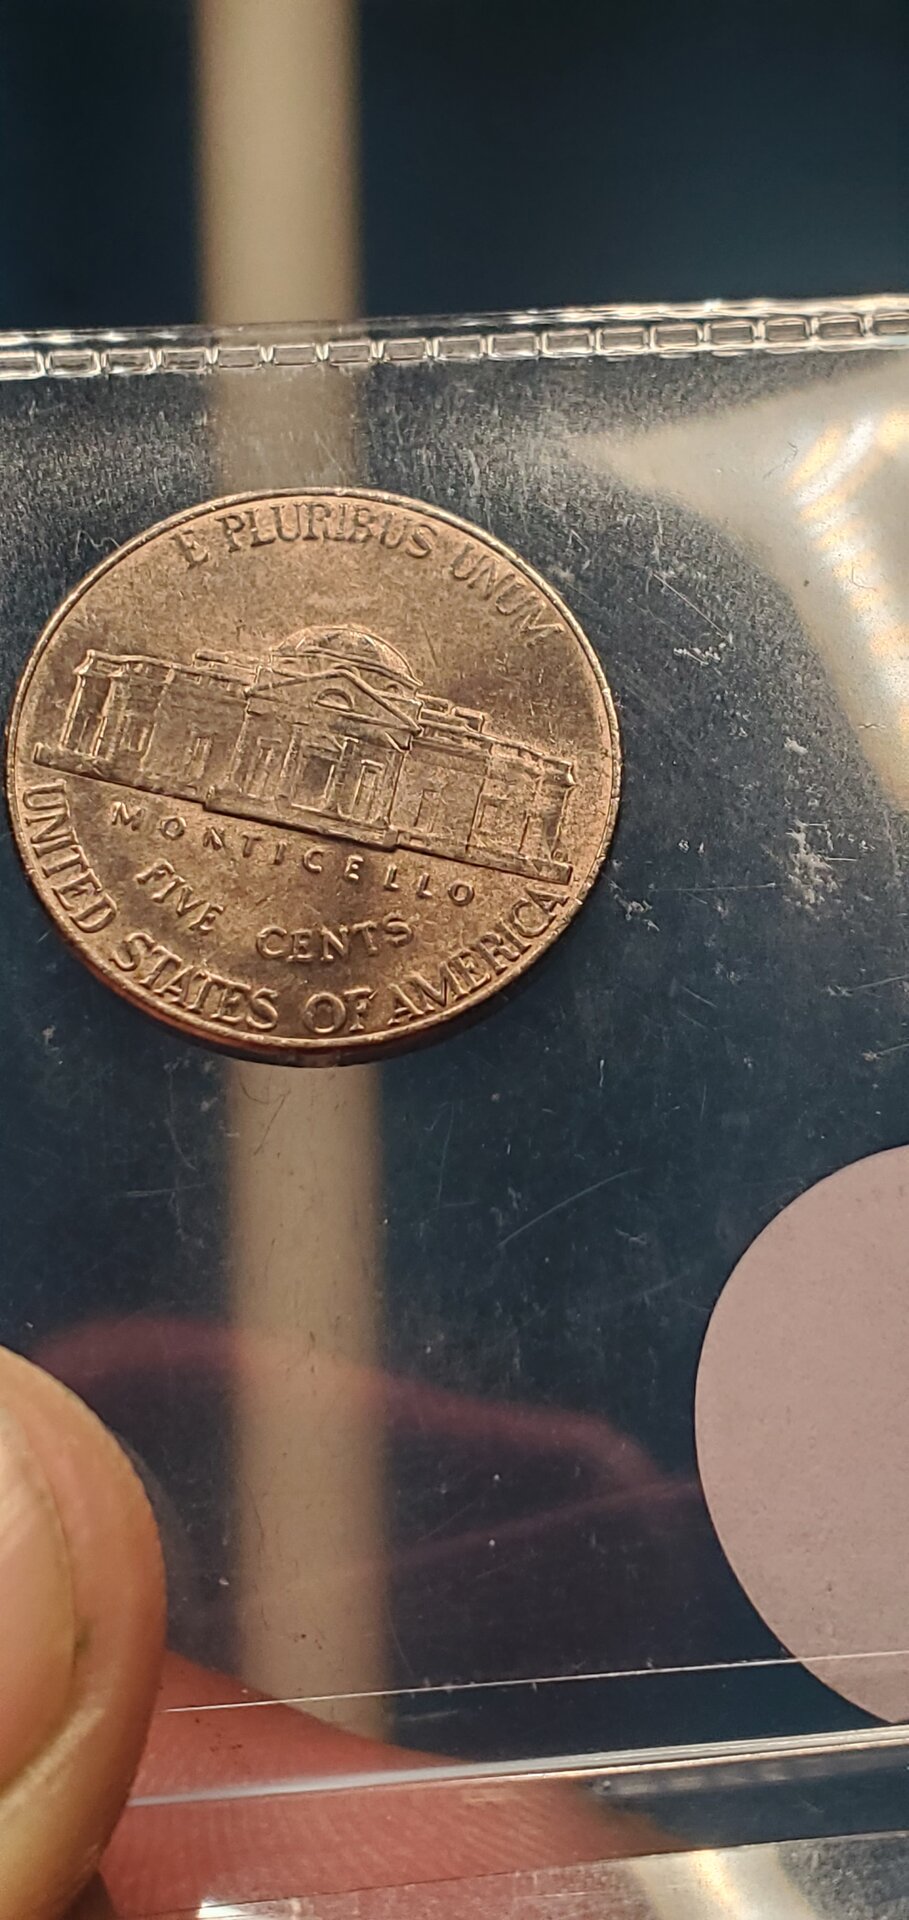 E PLURIBUS UNUM
MONTICELLO
FIVE CENTS
UNITED STATES OF AMERICA